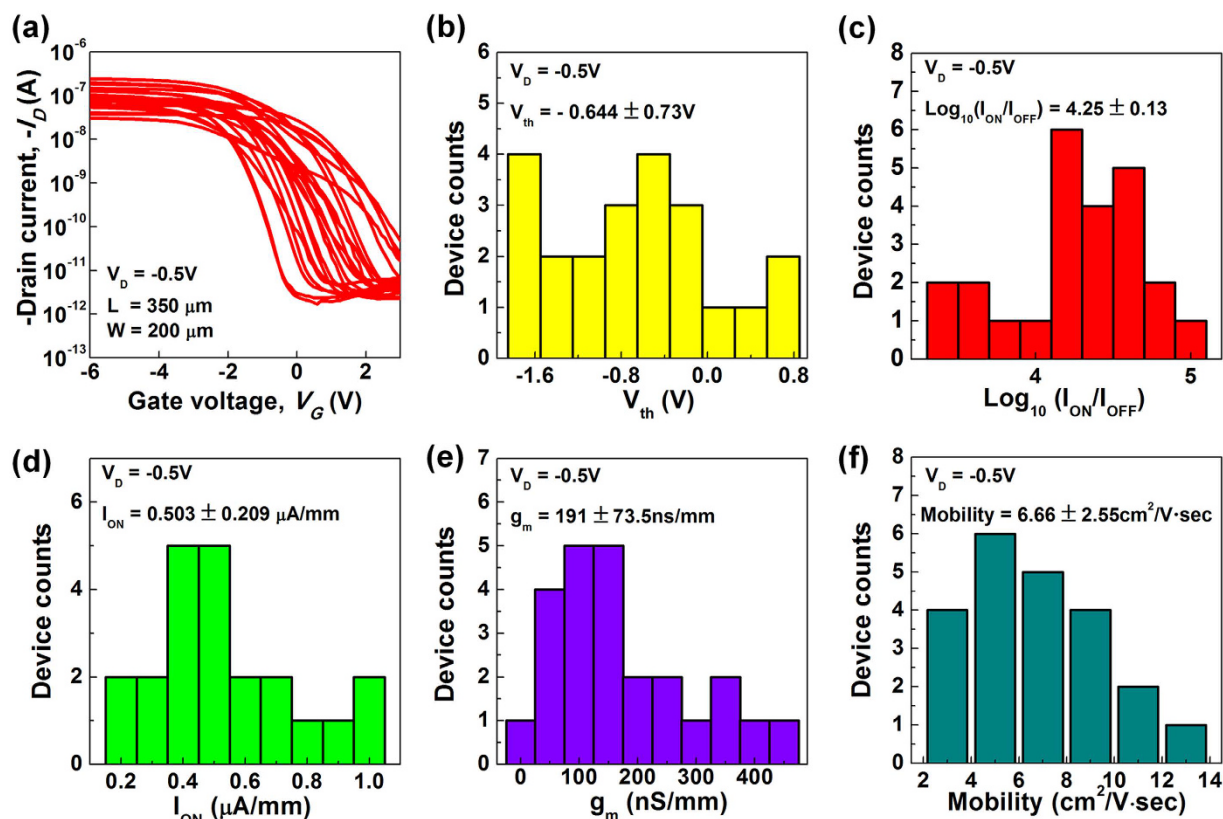 (a)
10⁻⁶
10⁻⁷
10⁻⁸
10⁻⁹
10⁻¹⁰
10⁻¹¹
10⁻¹²
10⁻¹³
-Drain current, -I_D (A)
V_D = -0.5V
L = 350 μm
W = 200 μm
-6 -4 -2 0 2
Gate voltage, V_G (V)
(b)
6
5
4
3
2
1
0
Device counts
V_D = -0.5V
V_th = - 0.644 ± 0.73V
-1.6 -0.8 0.0 0.8
V_th (V)
(c)
8
7
6
5
4
3
2
1
0
Device counts
V_D = -0.5V
Log₁₀(I_ON/I_OFF) = 4.25 ± 0.13
4 5
Log₁₀ (I_ON/I_OFF)
(d)
6
4
2
0
Device counts
V_D = -0.5V
I_ON = 0.503 ± 0.209 μA/mm
0.2 0.4 0.6 0.8 1.0
I_ON (μA/mm)
(e)
7
6
5
4
3
2
1
0
Device counts
V_D = -0.5V
g_m = 191 ± 73.5ns/mm
0 100 200 300 400
g_m (nS/mm)
(f)
8
6
4
2
0
Device counts
V_D = -0.5V
Mobility = 6.66 ± 2.55cm²/V·sec
2 4 6 8 10 12 14
Mobility (cm²/V·sec)